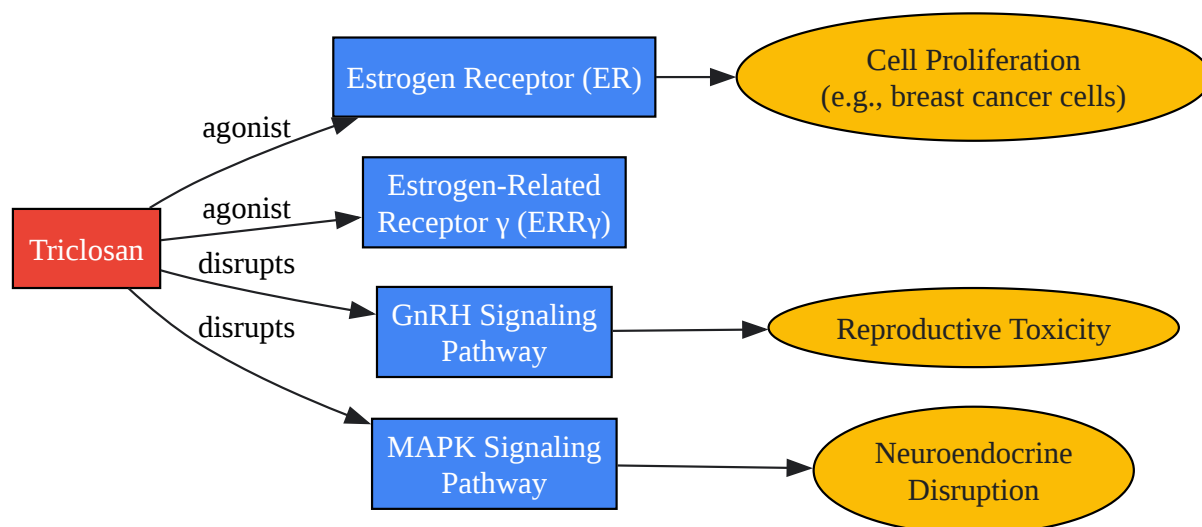 Estrogen Receptor (ER)
Cell Proliferation
(e.g., breast cancer cells)
agonist
Estrogen-Related
Receptor γ (ERRγ)
agonist
Triclosan
disrupts
GnRH Signaling
Pathway
Reproductive Toxicity
disrupts
MAPK Signaling
Pathway
Neuroendocrine
Disruption